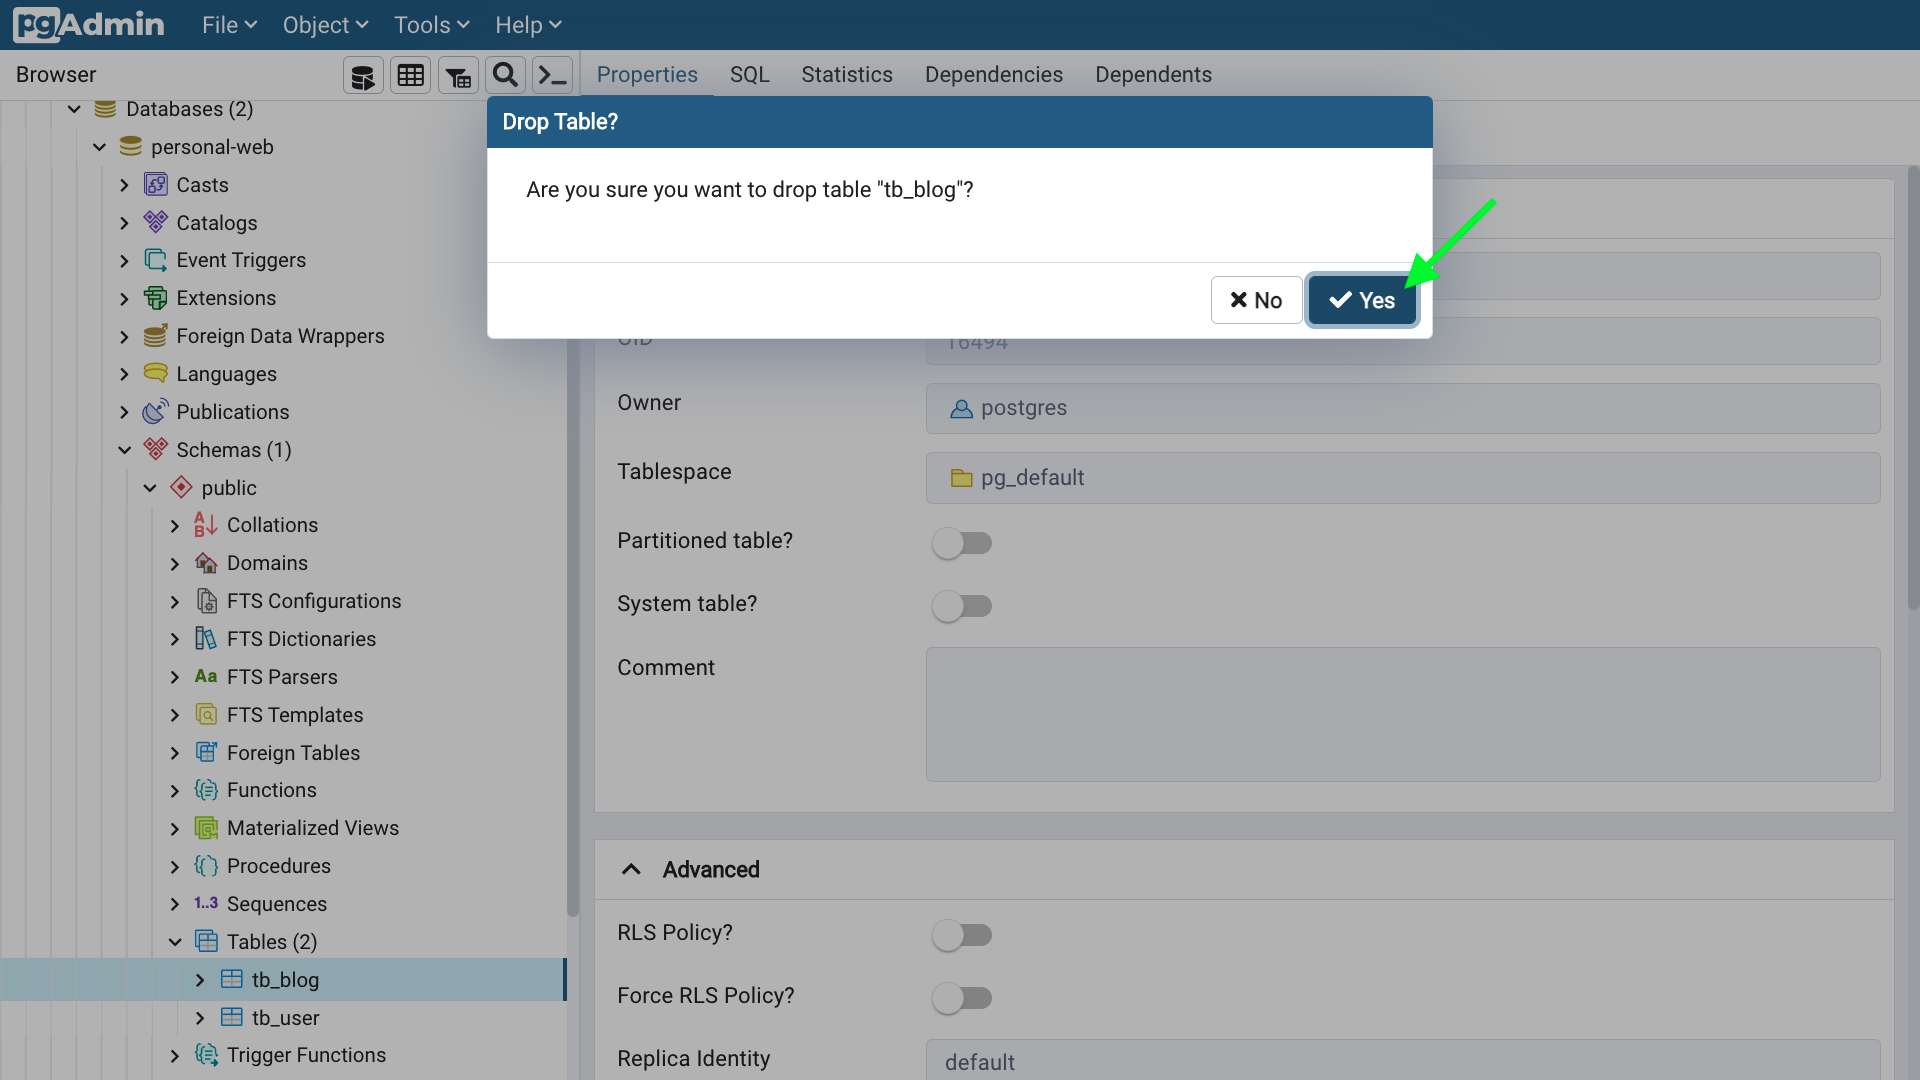 pgAdmin File Object Tools Help
Browser
Properties SQL Statistics Dependencies Dependents
Databases (2)
personal-web
Casts
Catalogs
Event Triggers
Extensions
Foreign Data Wrappers
Languages
Publications
Schemas (1)
public
Collations
Domains
FTS Configurations
FTS Dictionaries
Aa FTS Parsers
FTS Templates
Foreign Tables
Functions
Materialized Views
Procedures
1..3 Sequences
Tables (2)
tb_blog
tb_user
Trigger Functions
Drop Table?
Are you sure you want to drop table "tb_blog"?
No
Yes
OID 16494
Owner postgres
Tablespace pg_default
Partitioned table?
System table?
Comment
Advanced
RLS Policy?
Force RLS Policy?
Replica Identity default